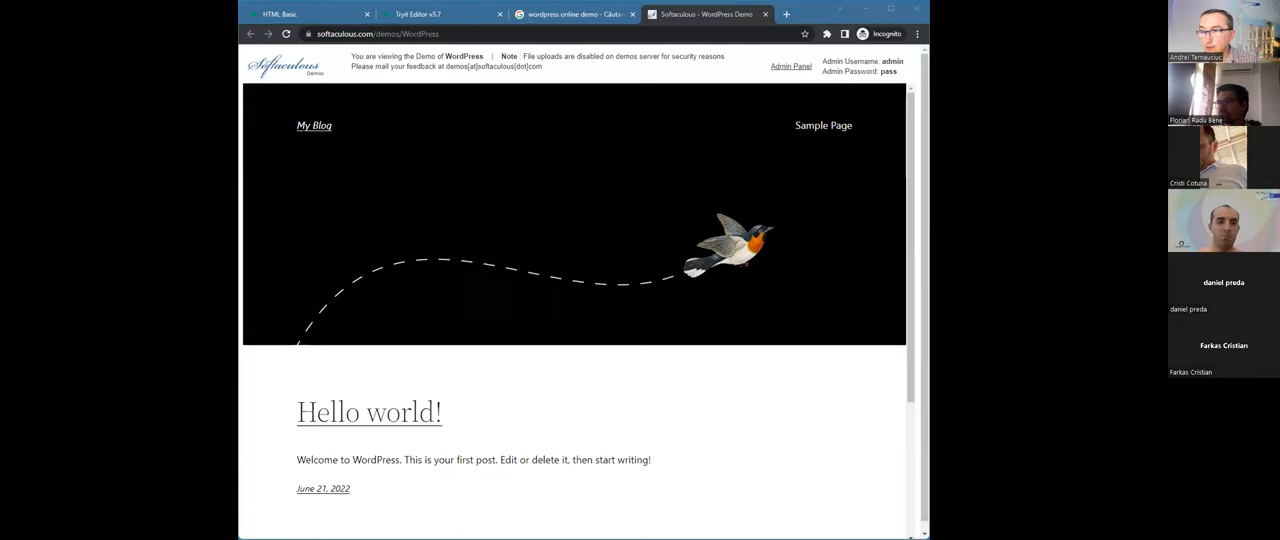 HTML Basic
Tryit Editor v3.7
wordpress online demo - Căuta
Softaculous - WordPress Demo
softaculous.com/demos/WordPress
Incognito
Softaculous
Demos
You are viewing the Demo of WordPress | Note : File uploads are disabled on demos server for security reasons
Please mail your feedback at demos[at]softaculous[dot]com
Admin Panel
Admin Username: admin
Admin Password: pass
My Blog
Sample Page
Hello world!
Welcome to WordPress. This is your first post. Edit or delete it, then start writing!
June 21, 2022
Andrei Ternauciuc
Florian Radu Bene
Cristi Cotuna
daniel preda
daniel preda
Farkas Cristian
Farkas Cristian